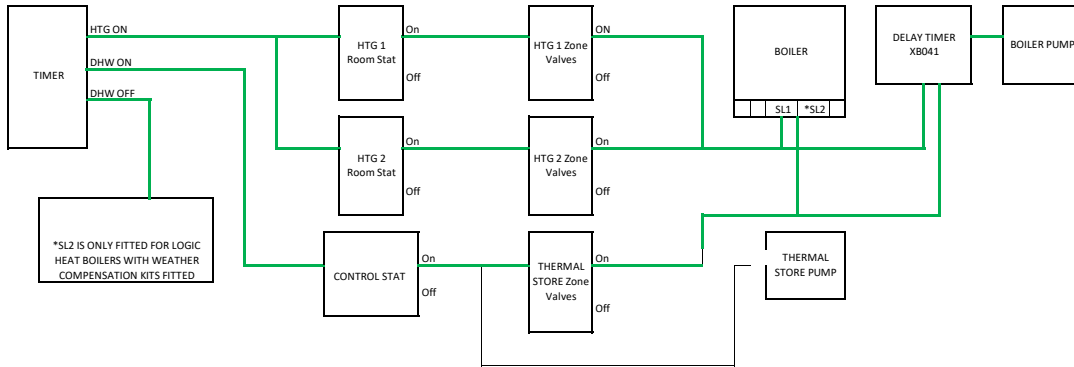 TIMER
HTG ON
DHW ON
DHW OFF
*SL2 IS ONLY FITTED FOR LOGIC
HEAT BOILERS WITH WEATHER
COMPENSATION KITS FITTED
HTG 1
Room Stat
On
Off
HTG 1 Zone
Valves
ON
Off
HTG 2
Room Stat
On
Off
HTG 2 Zone
Valves
On
Off
CONTROL STAT
On
Off
THERMAL
STORE Zone
Valves
On
Off
BOILER
SL1
*SL2
DELAY TIMER
XB041
BOILER PUMP
THERMAL
STORE PUMP